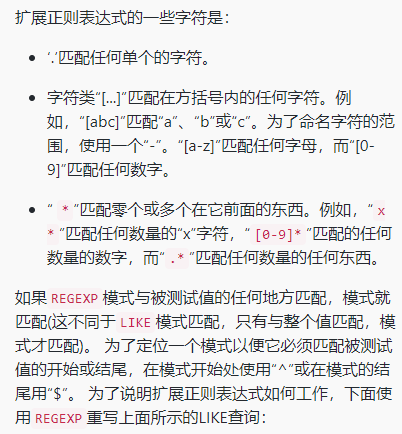 扩展正则表达式的一些字符是：
• ‘.’匹配任何单个的字符。
• 字符类“[...]”匹配在方括号内的任何字符。例
如，“[abc]”匹配“a”、“b”或“c”。为了命名字符的范
围，使用一个“-”。“[a-z]”匹配任何字母，而“[0-
9]”匹配任何数字。
• “ * ”匹配零个或多个在它前面的东西。例如，“ x
* ”匹配任何数量的“x”字符，“ [0-9]* ”匹配的任何
数量的数字，而“ .* ”匹配任何数量的任何东西。
如果 REGEXP 模式与被测试值的任何地方匹配，模式就
匹配(这不同于 LIKE 模式匹配，只有与整个值匹配，模
式才匹配)。 为了定位一个模式以便它必须匹配被测试
值的开始或结尾，在模式开始处使用“^”或在模式的结
尾用“$”。 为了说明扩展正则表达式如何工作，下面使
用 REGEXP 重写上面所示的LIKE查询：